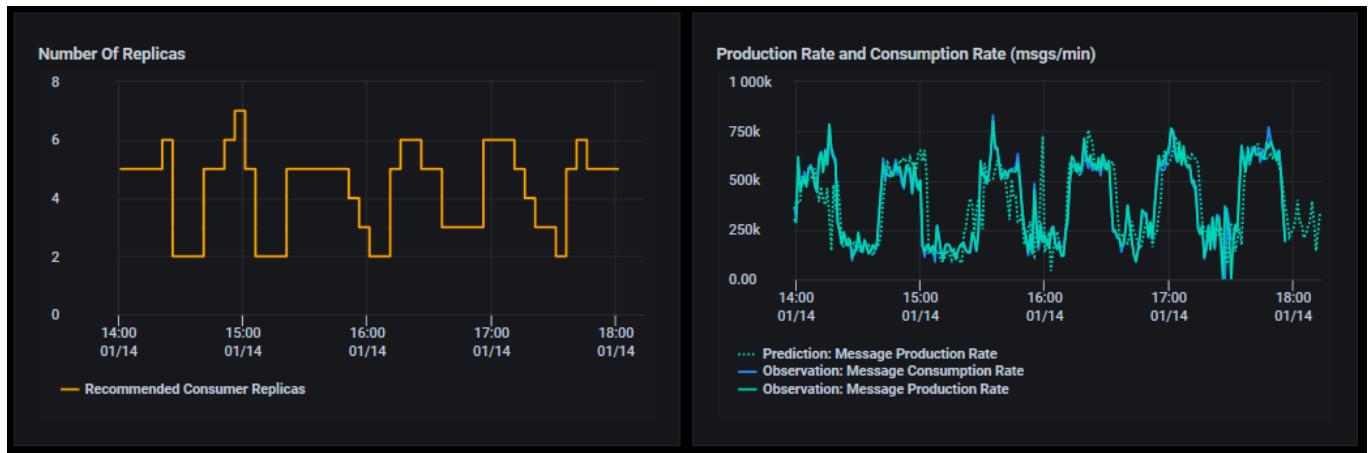 Number Of Replicas
8
6
4
2
0
14:00 15:00 16:00 17:00 18:00
01/14 01/14 01/14 01/14 01/14
Recommended Consumer Replicas
Production Rate and Consumption Rate (msgs/min)
1 000k
750k
500k
250k
0.00
14:00 15:00 16:00 17:00 18:00
01/14 01/14 01/14 01/14 01/14
Prediction: Message Production Rate
Observation: Message Consumption Rate
Observation: Message Production Rate